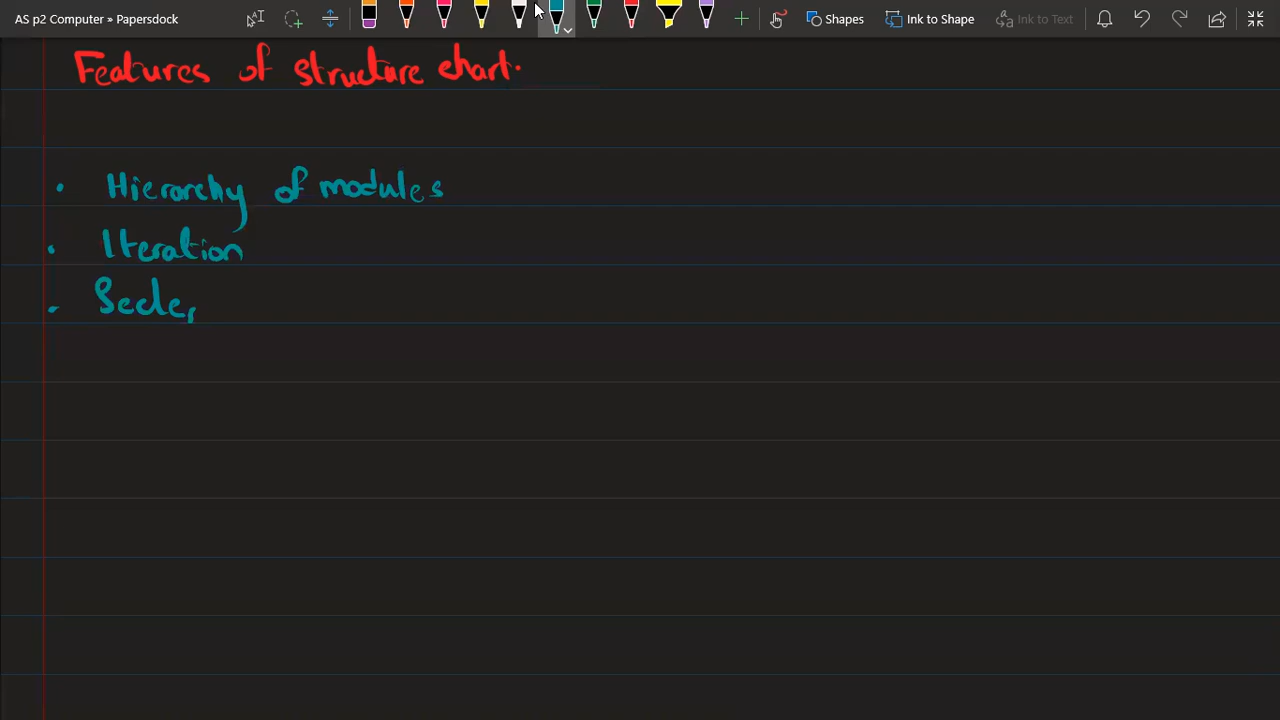 AS p2 Computer » Papersdock
Shapes
Ink to Shape
Ink to Text
Features of structure chart.
• Hierarchy of modules
• Iteration
• Secle,